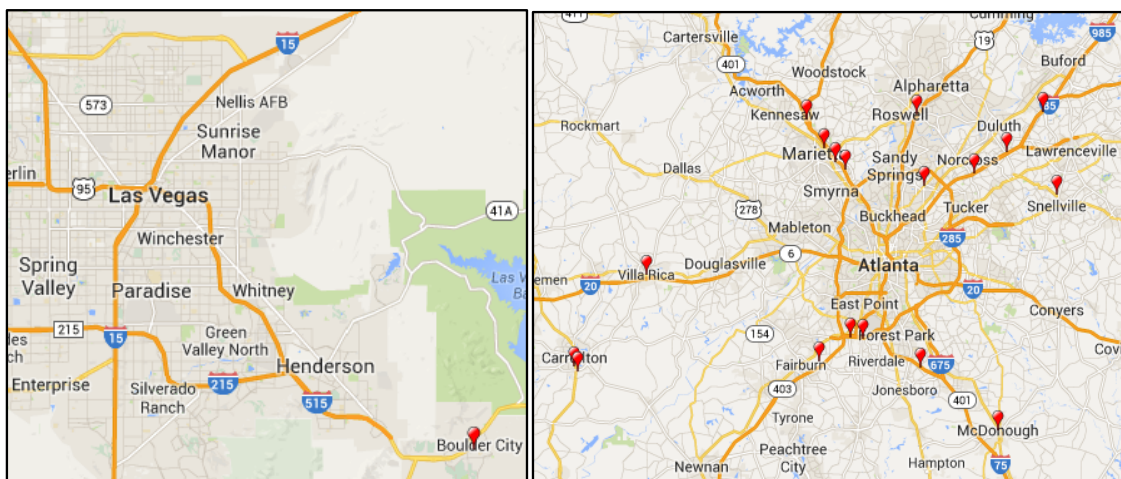 15
573
Nellis AFB
Sunrise
Manor
erlin
95
Las Vegas
41A
Winchester
Spring
Valley
Paradise
Whitney
Las V
Ba
215
15
Green
Valley North
Henderson
Enterprise
215
Silverado
Ranch
515
Boulder City
411
Cumming
Cartersville
19
985
401
Woodstock
Buford
Acworth
Alpharetta
Kennesaw
Roswell
85
Rockmart
Duluth
Marietta
Sandy
Springs
Norcross
Lawrenceville
Dallas
Smyrna
Snellville
278
Buckhead
Tucker
Mableton
285
6
Douglasville
Atlanta
emen
Villa Rica
20
20
East Point
Conyers
154
Forest Park
Carrollton
Fairburn
Riverdale
675
Covi
403
Jonesboro
401
Tyrone
McDonough
Peachtree
City
Newnan
Hampton
75